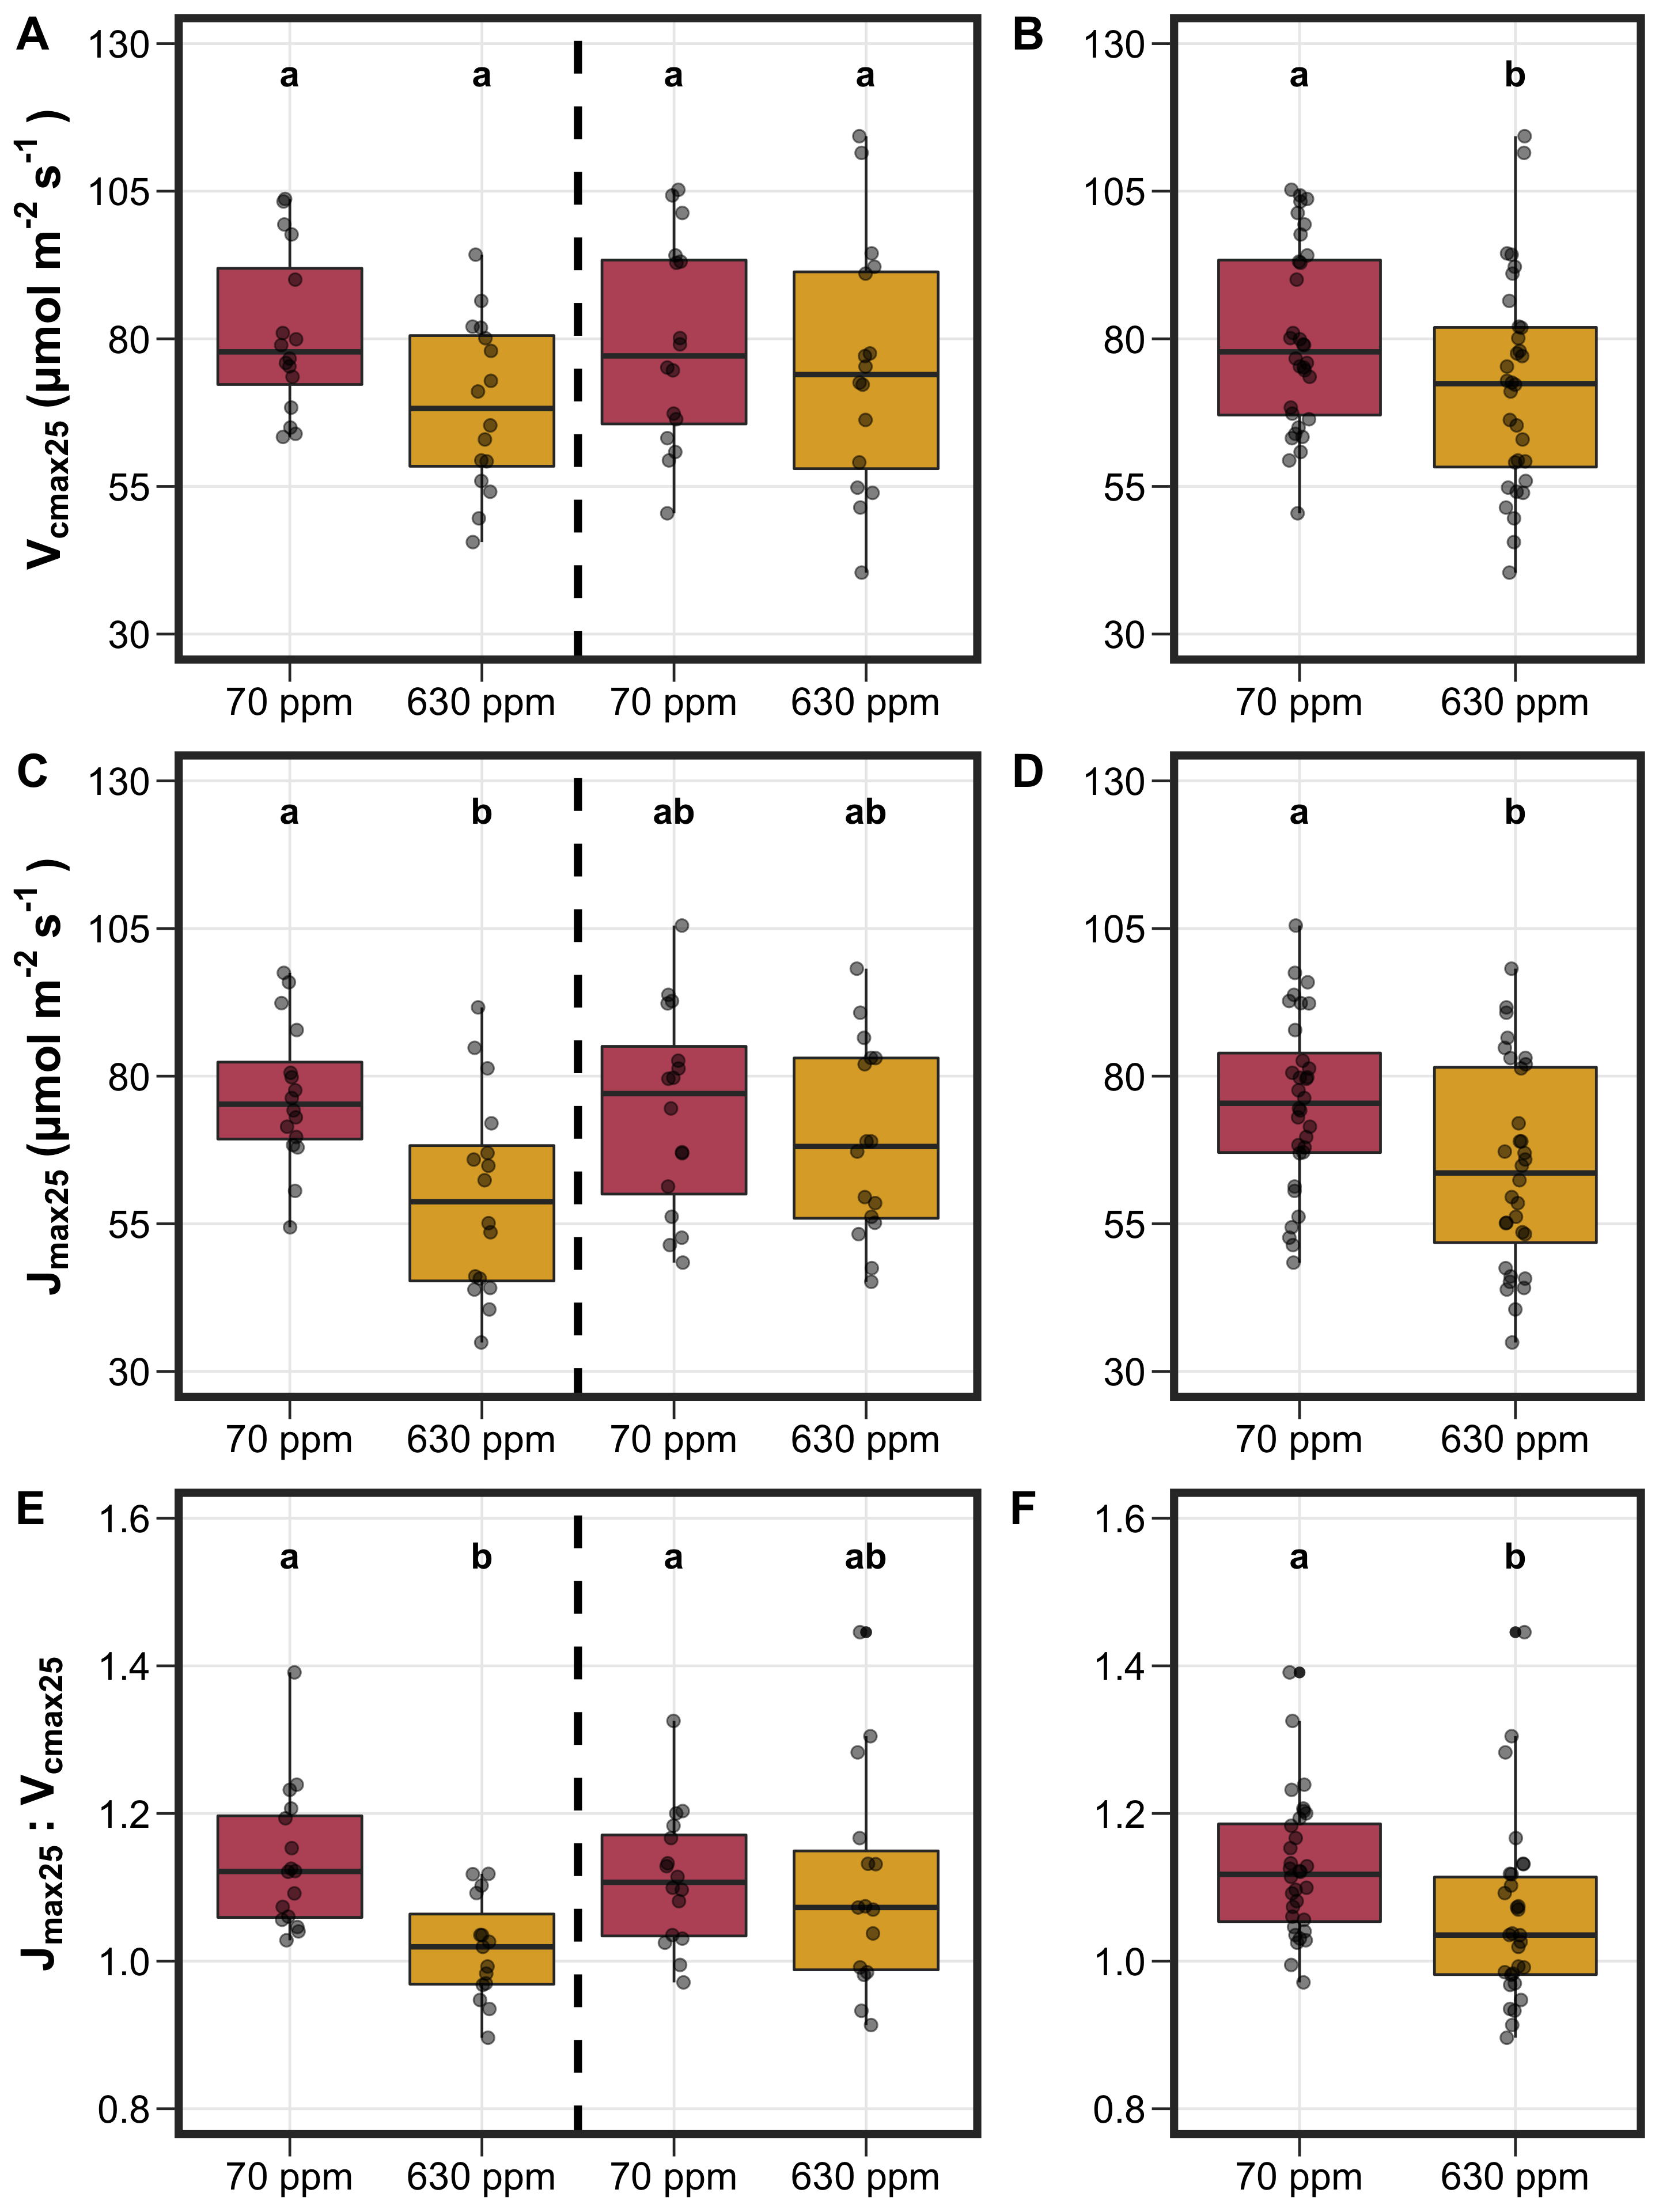 A
B
130
105
80
55
30
a a a a
Vcmax25 (μmol m-2 s-1 )
70 ppm 630 ppm 70 ppm 630 ppm
130
105
80
55
30
a b
70 ppm 630 ppm
C
D
130
105
80
55
30
a b ab ab
Jmax25 (μmol m-2 s-1 )
70 ppm 630 ppm 70 ppm 630 ppm
130
105
80
55
30
a b
70 ppm 630 ppm
E
F
1.6
1.4
1.2
1.0
0.8
a b a ab
Jmax25 : Vcmax25
70 ppm 630 ppm 70 ppm 630 ppm
1.6
1.4
1.2
1.0
0.8
a b
70 ppm 630 ppm